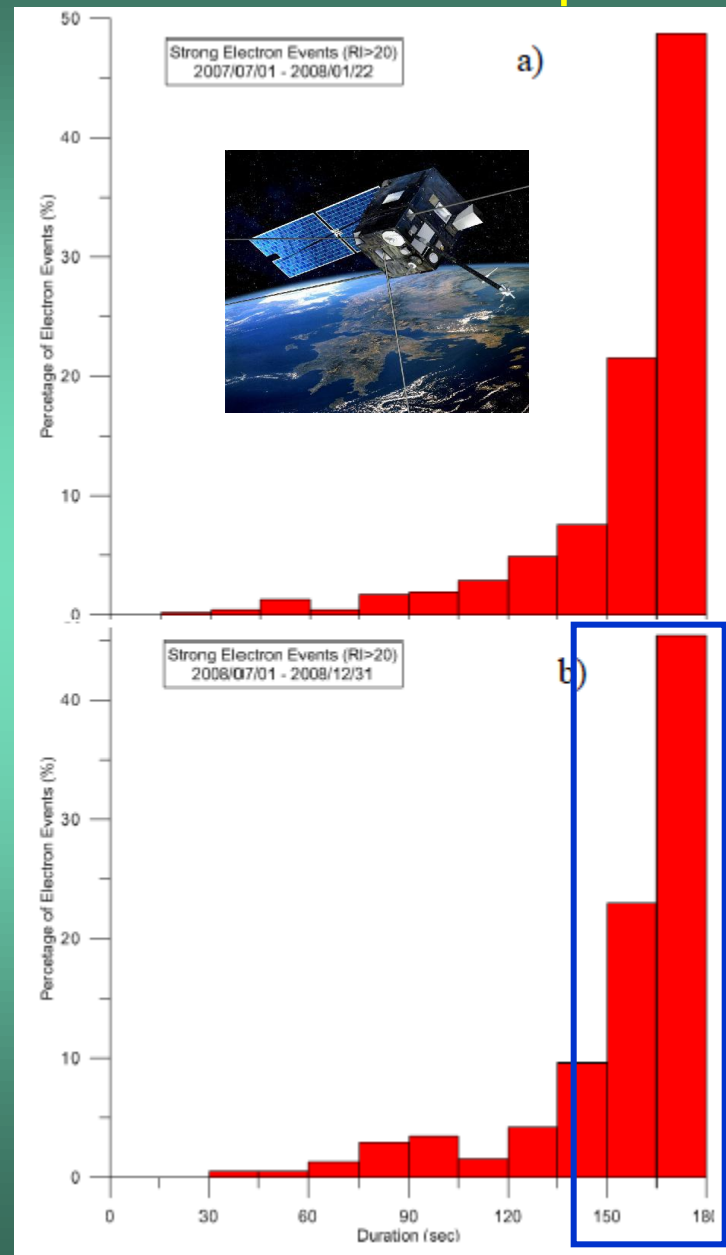 50
Strong Electron Events (RI>20)
2007/07/01 - 2008/01/22
a)
40
30
20
10
0
Percetage of Electron Events (%)
Strong Electron Events (RI>20)
2008/07/01 - 2008/12/31
b)
40
30
20
10
0
Percetage of Electron Events (%)
0 30 60 90 120 150 180
Duration (sec)